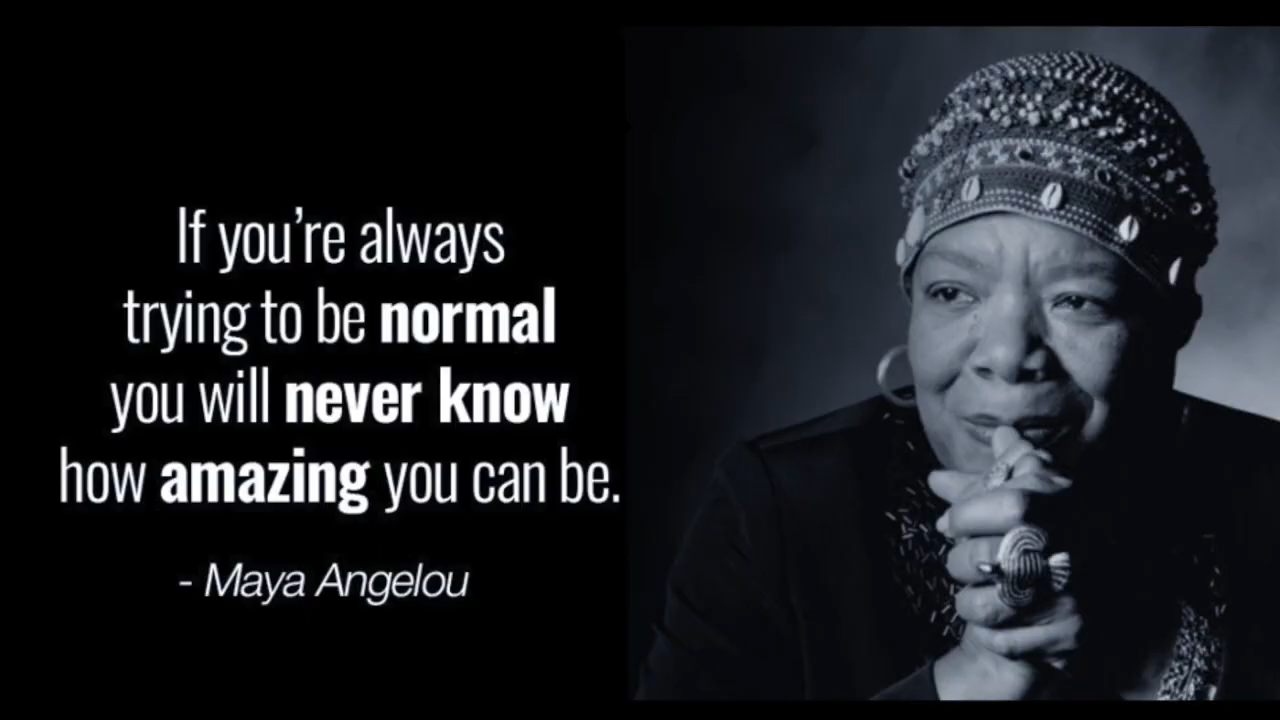 If you’re always
trying to be normal
you will never know
how amazing you can be.
- Maya Angelou